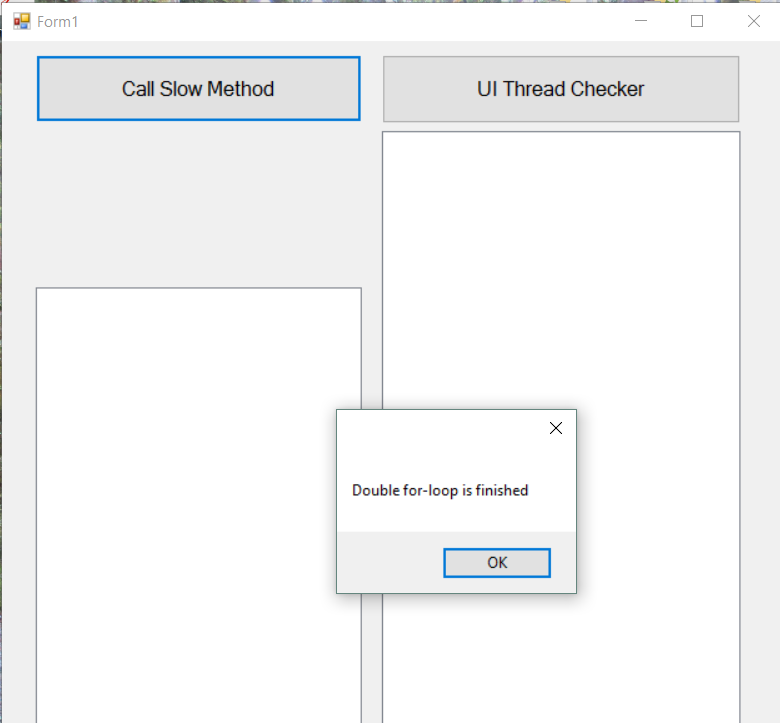 Form1
Call Slow Method
UI Thread Checker
Double for-loop is finished
OK